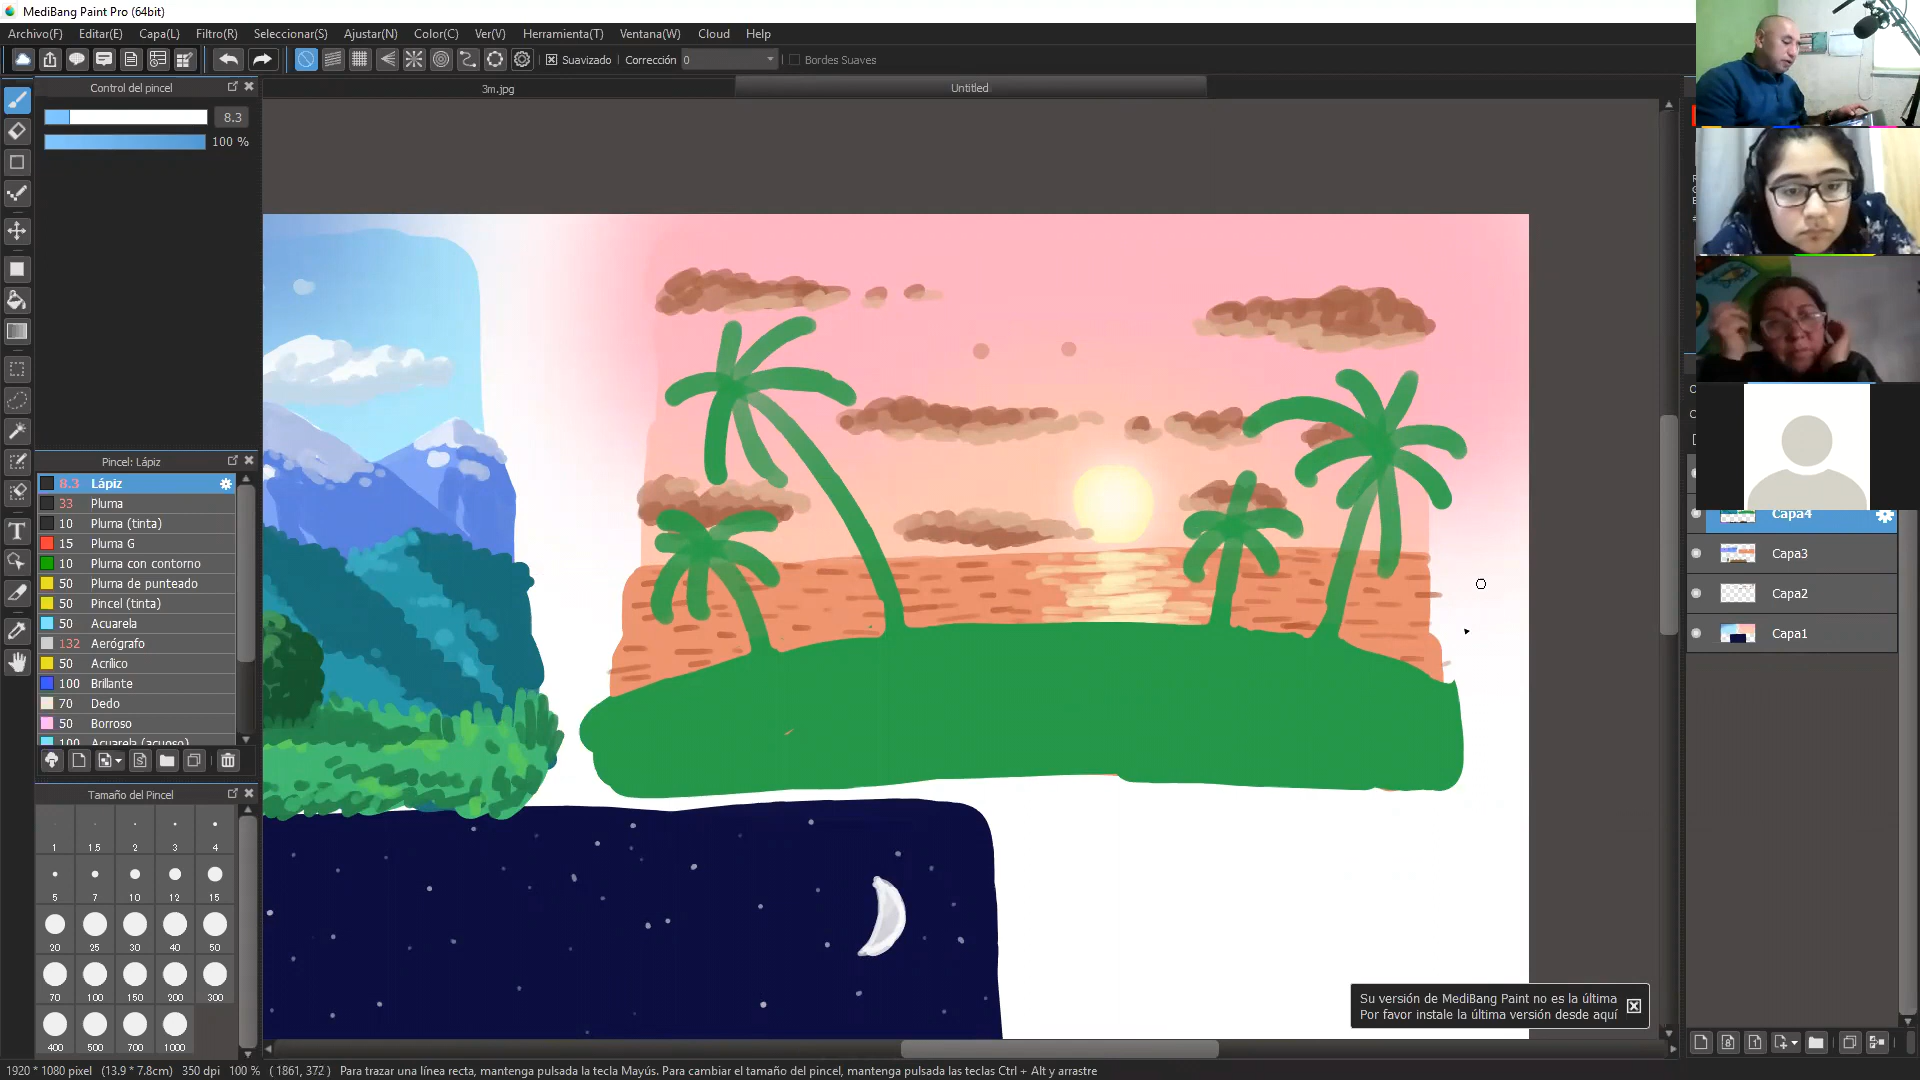 MediBang Paint Pro (64bit)
Archivo(F) Editar(E) Capa(L) Filtro(R) Seleccionar(S) Ajustar(N) Color(C) Ver(V) Herramienta(T) Ventana(W) Cloud Help
Suavizado Corrección 0 Bordes Suaves
Control del pincel
3m.jpg
Untitled
8.3
100 %
Pincel: Lápiz
8.3 Lápiz
33 Pluma
10 Pluma (tinta)
15 Pluma G
10 Pluma con contorno
50 Pluma de punteado
50 Pincel (tinta)
50 Acuarela
132 Aerógrafo
50 Acrílico
100 Brillante
70 Dedo
50 Borroso
100 Acuarela (acuoso)
Tamaño del Pincel
1 1.5 2 3 4
5 7 10 12 15
20 25 30 40 50
70 100 150 200 300
400 500 700 1000
Capa4
Capa3
Capa2
Capa1
Su versión de MediBang Paint no es la última
Por favor instale la última versión desde aquí
1920 * 1080 pixel (13.9 * 7.8cm) 350 dpi 100 % ( 1861, 372 ) Para trazar una línea recta, mantenga pulsada la tecla Mayús. Para cambiar el tamaño del pincel, mantenga pulsadas las teclas Ctrl + Alt y arrastre